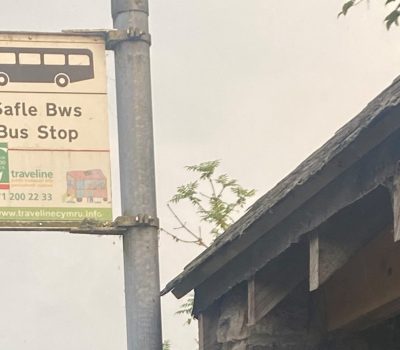 Safle Bws
Bus Stop
traveline
1 200 22 33
www.travelinecymru.info